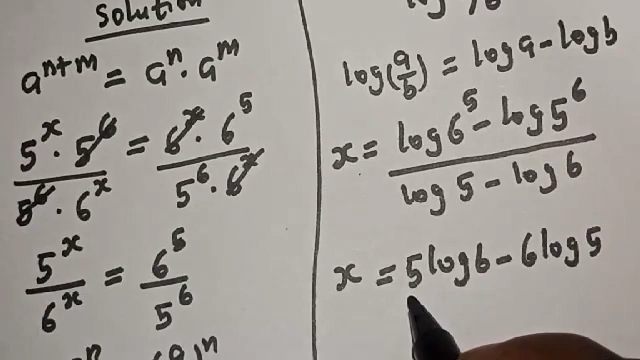 Solution
a^{n+m} = a^n · a^m
5^x · 5^6 / 5^6 · 6^x = 6^x · 6^5 / 5^6 · 6^x
5^x / 6^x = 6^5 / 5^6
log(a/b) = log a - log b
x = log 6^5 - log 5^6 / log 5 - log 6
x = 5 log 6 - 6 log 5